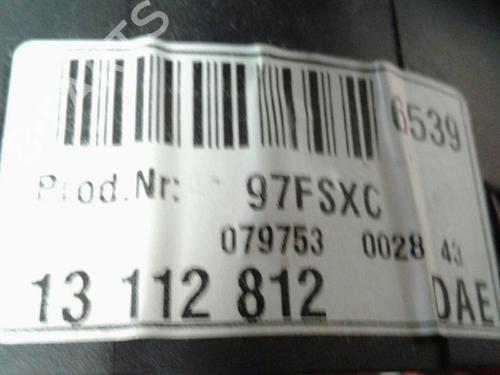 6539
Prod.Nr: 97FSXC
079753 0028 43
13 112 812 DAE